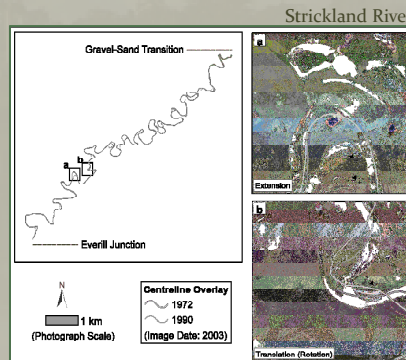 Strickland Rive
Gravel-Sand Transition
a
b
Everill Junction
N
1 km
(Photograph Scale)
Centreline Overlay
1972
1990
(Image Date: 2003)
a
Extension
b
Translation (Rotation)